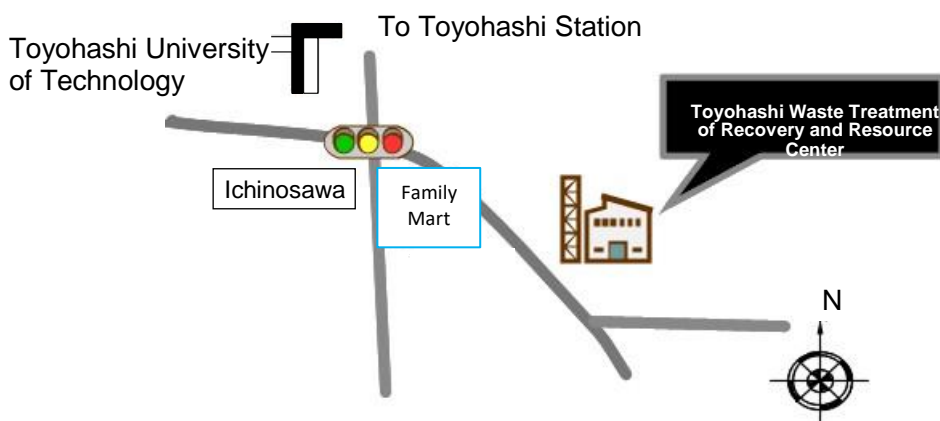 To Toyohashi Station
Toyohashi University
of Technology
Toyohashi Waste Treatment
of Recovery and Resource
Center
Ichinosawa
Family
Mart
N